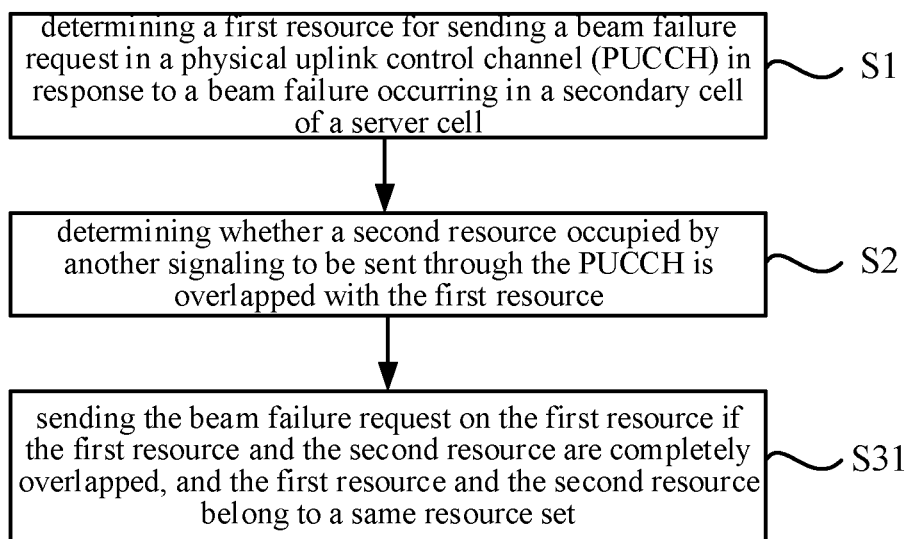 determining a first resource for sending a beam failure
request in a physical uplink control channel (PUCCH) in
response to a beam failure occurring in a secondary cell
of a server cell
S1
determining whether a second resource occupied by
another signaling to be sent through the PUCCH is
overlapped with the first resource
S2
sending the beam failure request on the first resource if
the first resource and the second resource are completely
overlapped, and the first resource and the second resource
belong to a same resource set
S31